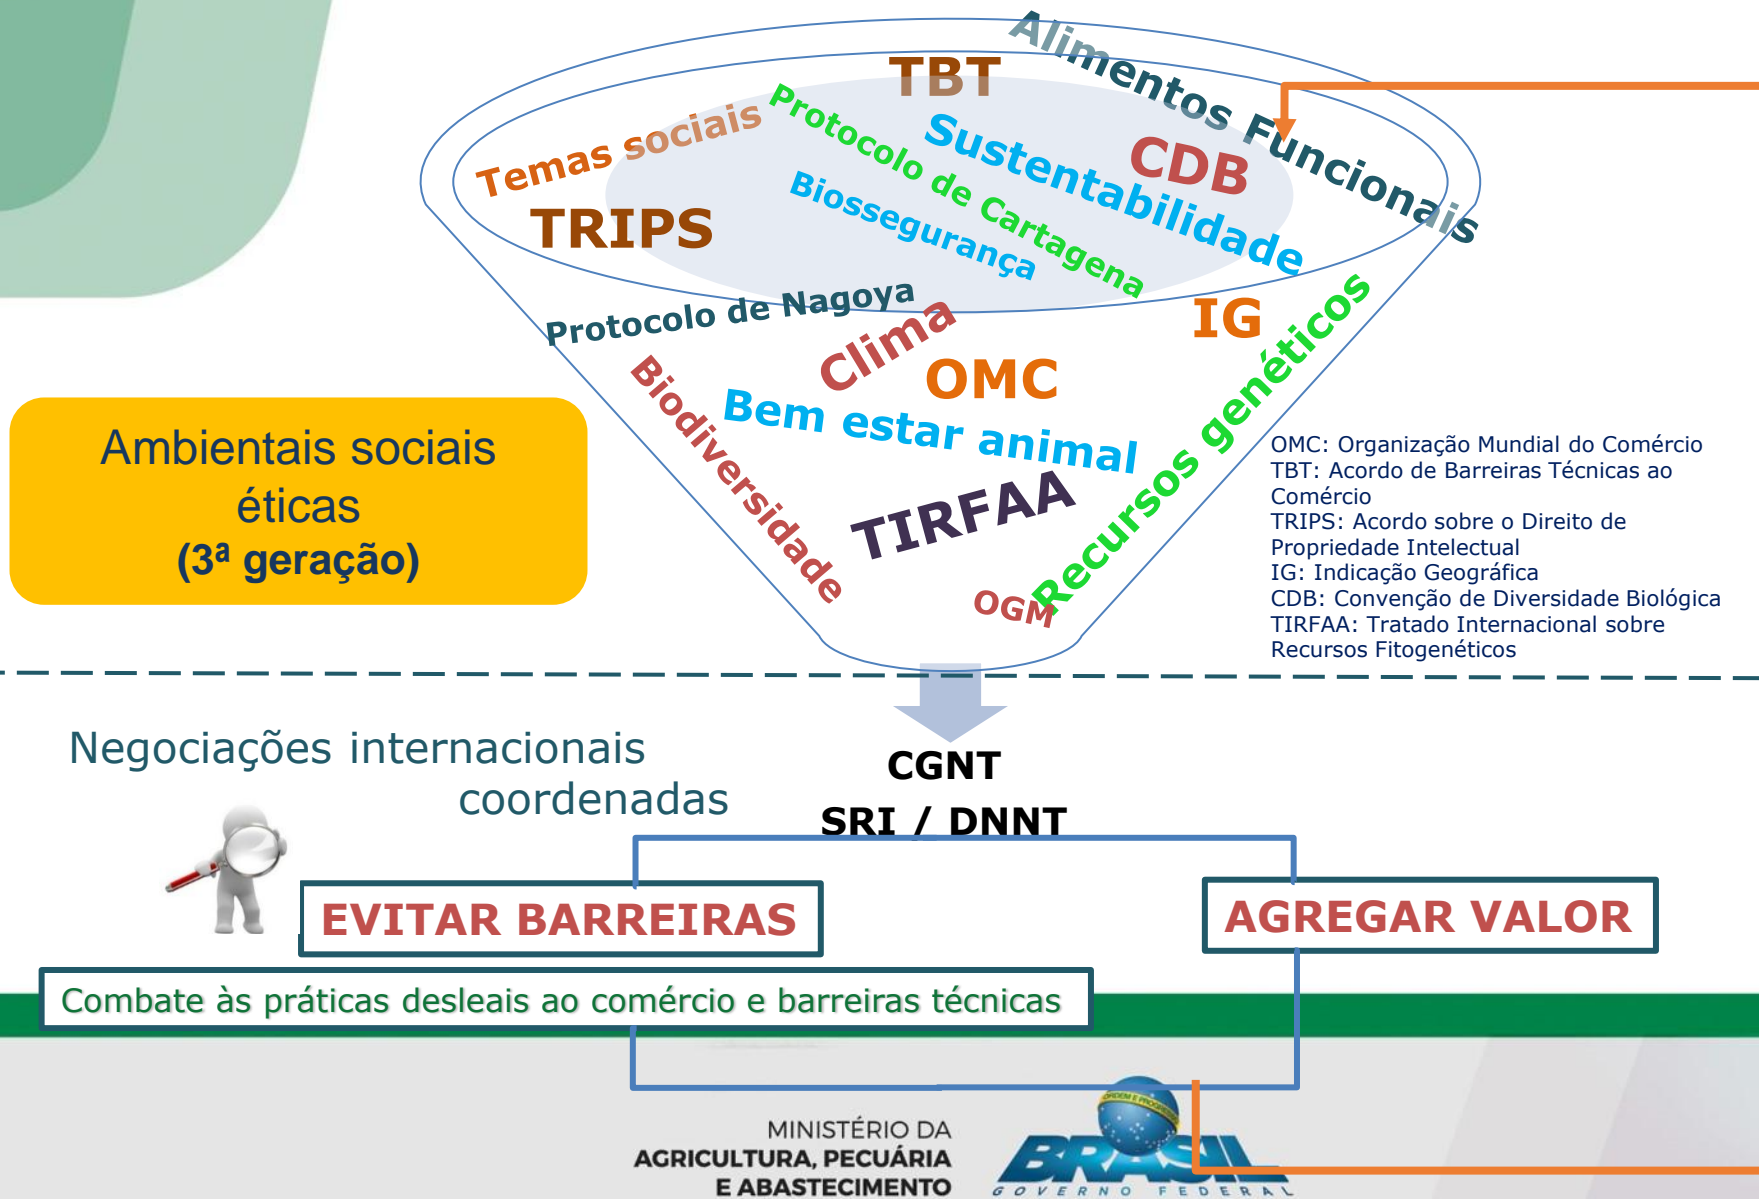 Alimentos Funcionais
TBT
Temas sociais
Protocolo de Cartagena
Sustentabilidade
CDB
Biossegurança
TRIPS
Protocolo de Nagoya
Clima
IG
OMC
Biodiversidade
Bem estar animal
Recursos genéticos
TIRFAA
OGM
Ambientais sociais
éticas
(3ª geração)
OMC: Organização Mundial do Comércio
TBT: Acordo de Barreiras Técnicas ao
Comércio
TRIPS: Acordo sobre o Direito de
Propriedade Intelectual
IG: Indicação Geográfica
CDB: Convenção de Diversidade Biológica
TIRFAA: Tratado Internacional sobre
Recursos Fitogenéticos
Negociações internacionais
coordenadas
CGNT
SRI / DNNT
EVITAR BARREIRAS
AGREGAR VALOR
Combate às práticas desleais ao comércio e barreiras técnicas
MINISTÉRIO DA
AGRICULTURA, PECUÁRIA
E ABASTECIMENTO
ORDEM E PROGRESSO
BRASIL
GOVERNO FEDERAL